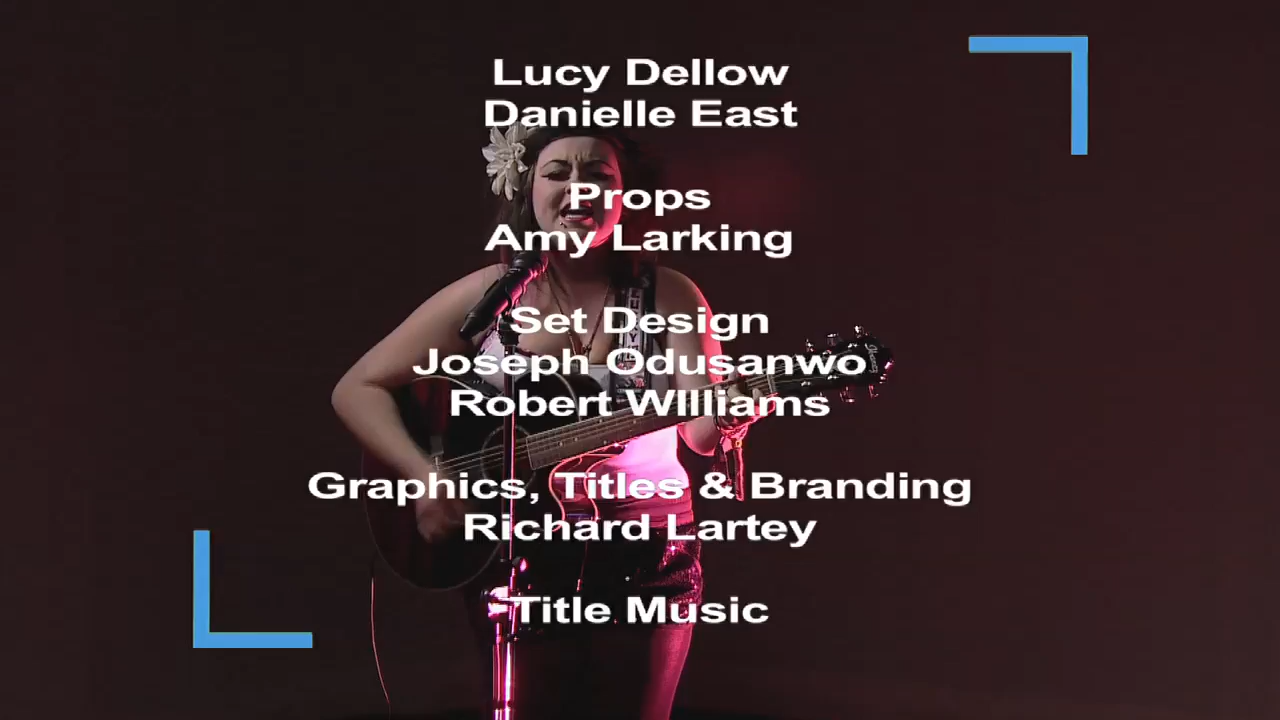 Lucy Dellow
Danielle East
Props
Amy Larking
Set Design
Joseph Odusanwo
Robert WIlliams
Graphics, Titles & Branding
Richard Lartey
Title Music
Ibanez